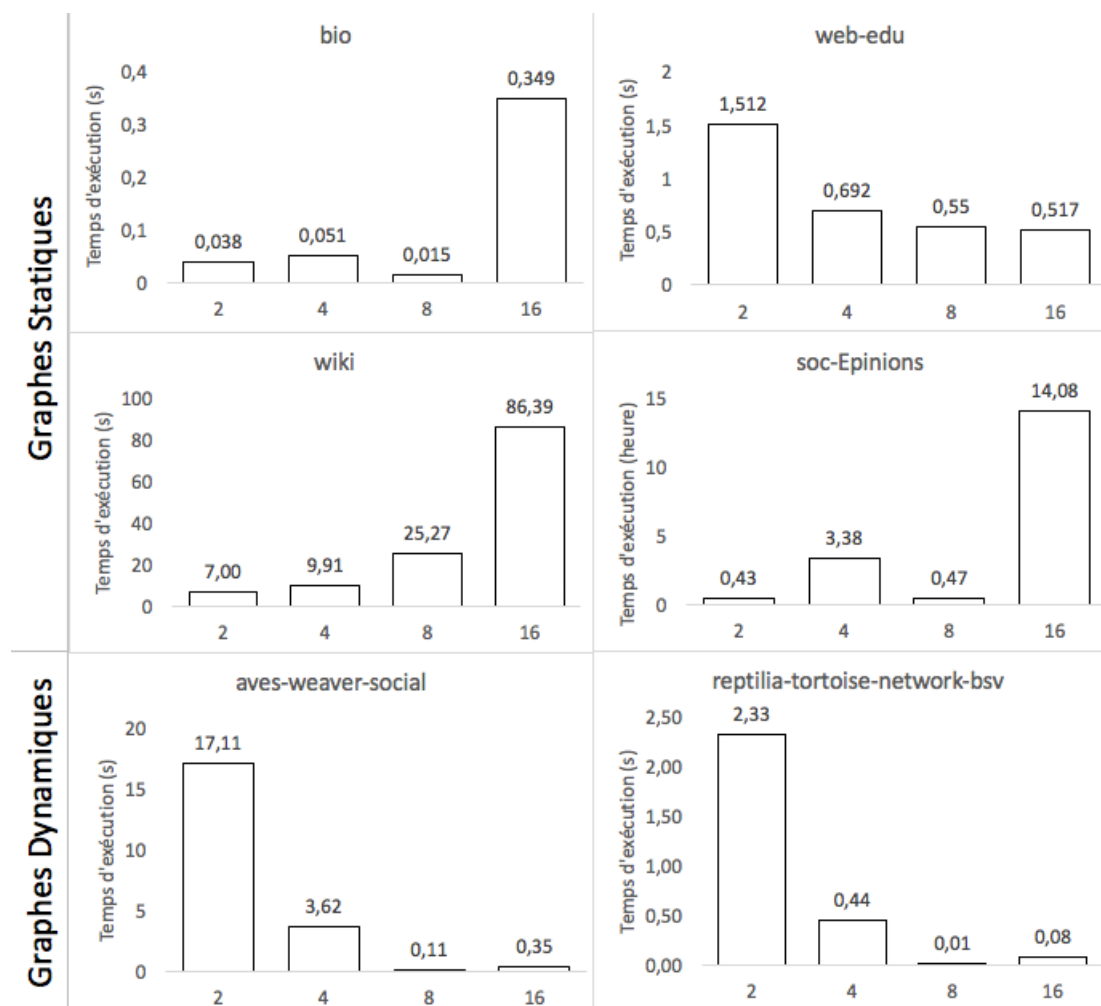 Graphes Statiques
bio
Temps d'exécution (s)
0,4
0,3
0,2
0,1
0
0,038
0,051
0,015
0,349
2 4 8 16
web-edu
Temps d'exécution (s)
2
1,5
1
0,5
0
1,512
0,692
0,55
0,517
2 4 8 16
wiki
Temps d'exécution (s)
100
80
60
40
20
0
7,00
9,91
25,27
86,39
2 4 8 16
soc-Epinions
Temps d'exécution (heure)
15
10
5
0
0,43
3,38
0,47
14,08
2 4 8 16
Graphes Dynamiques
aves-weaver-social
Temps d'exécution (s)
20
15
10
5
0
17,11
3,62
0,11
0,35
2 4 8 16
reptilia-tortoise-network-bsv
Temps d'exécution (s)
2,50
2,00
1,50
1,00
0,50
0,00
2,33
0,44
0,01
0,08
2 4 8 16